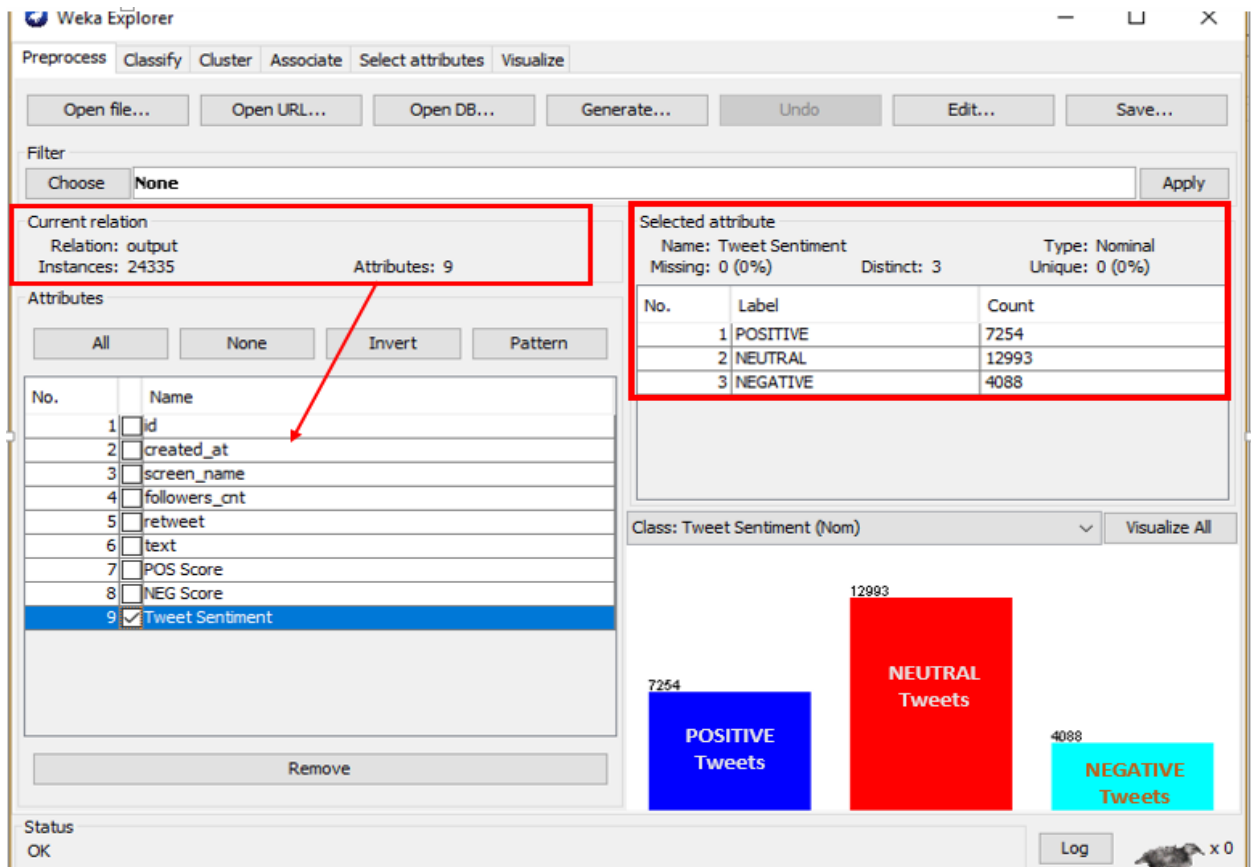 Weka Explorer
Preprocess Classify Cluster Associate Select attributes Visualize
Open file... Open URL... Open DB... Generate... Undo Edit... Save...
Filter
Choose None Apply
Current relation
Relation: output
Instances: 24335 Attributes: 9
Attributes
All None Invert Pattern
No. Name
1 id
2 created_at
3 screen_name
4 followers_cnt
5 retweet
6 text
7 POS Score
8 NEG Score
9 Tweet Sentiment
Remove
Selected attribute
Name: Tweet Sentiment Type: Nominal
Missing: 0 (0%) Distinct: 3 Unique: 0 (0%)
No. Label Count
1 POSITIVE 7254
2 NEUTRAL 12993
3 NEGATIVE 4088
Class: Tweet Sentiment (Nom) Visualize All
7254
POSITIVE
Tweets
12993
NEUTRAL
Tweets
4088
NEGATIVE
Tweets
Status
OK
Log x 0